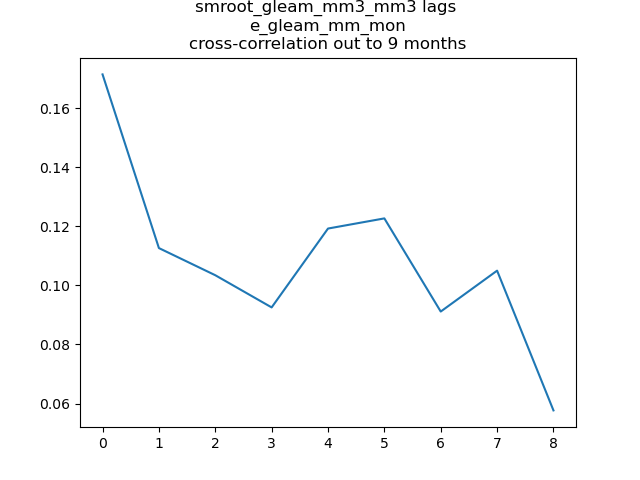 smroot_gleam_mm3_mm3 lags
e_gleam_mm_mon
cross-correlation out to 9 months
0.16
0.14
0.12
0.10
0.08
0.06
0 1 2 3 4 5 6 7 8